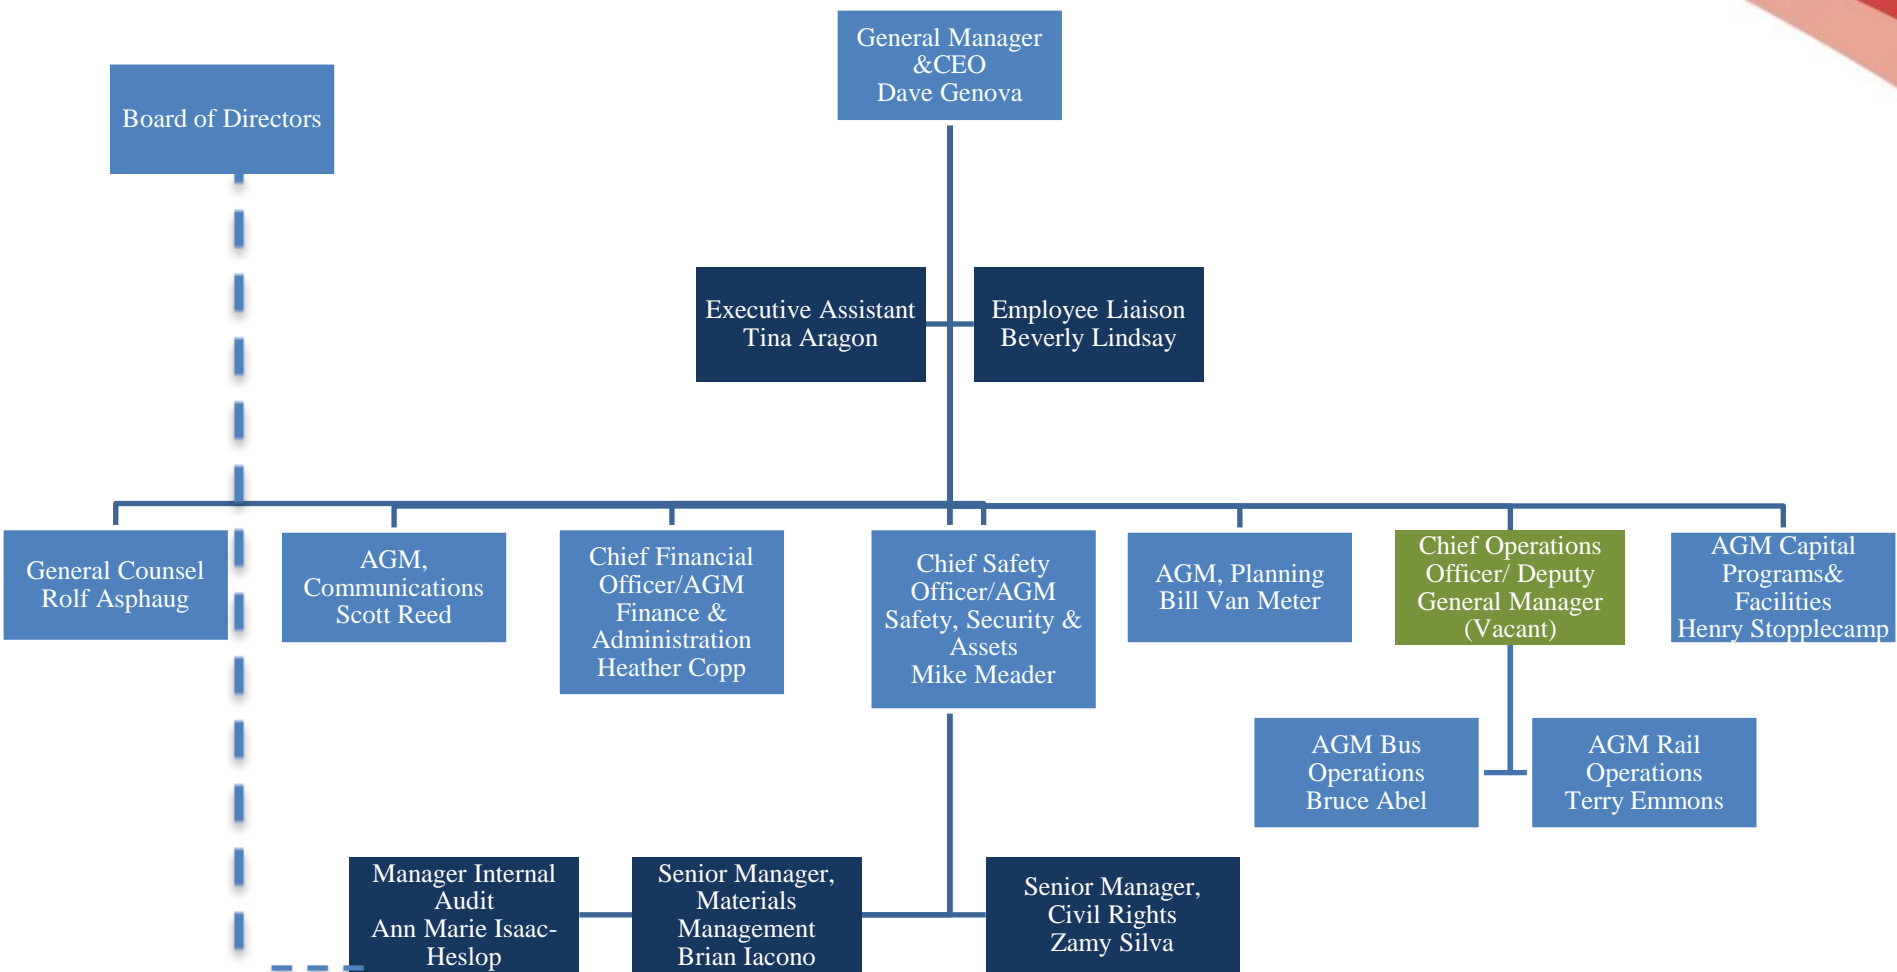 General Manager
&CEO
Dave Genova
Board of Directors
Executive Assistant
Tina Aragon
Employee Liaison
Beverly Lindsay
General Counsel
Rolf Asphaug
AGM,
Communications
Scott Reed
Chief Financial
Officer/AGM
Finance &
Administration
Heather Copp
Chief Safety
Officer/AGM
Safety, Security &
Assets
Mike Meader
AGM, Planning
Bill Van Meter
Chief Operations
Officer/ Deputy
General Manager
(Vacant)
AGM Capital
Programs&
Facilities
Henry Stopplecamp
AGM Bus
Operations
Bruce Abel
AGM Rail
Operations
Terry Emmons
Manager Internal
Audit
Ann Marie Isaac-
Heslop
Senior Manager,
Materials
Management
Brian Iacono
Senior Manager,
Civil Rights
Zamy Silva